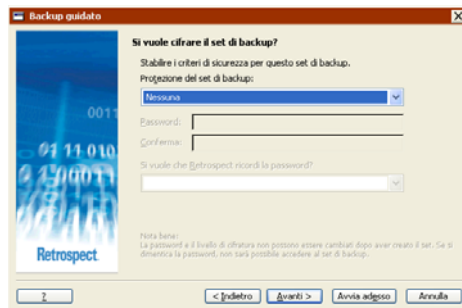 Backup guidato
Si vuole cifrare il set di backup?
Stabilire i criteri di sicurezza per questo set di backup.
Protezione del set di backup:
Nessuna
Password:
Conferma:
Si vuole che Retrospect ricordi la password?
Nota bene:
La password e il livello di cifratura non possono essere cambiati dopo aver creato il set. Se si
dimentica la password, non sarà possibile accedere al set di backup.
0011
01 11 010
Retrospect
?
< Indietro
Avanti >
Avvia adesso
Annulla